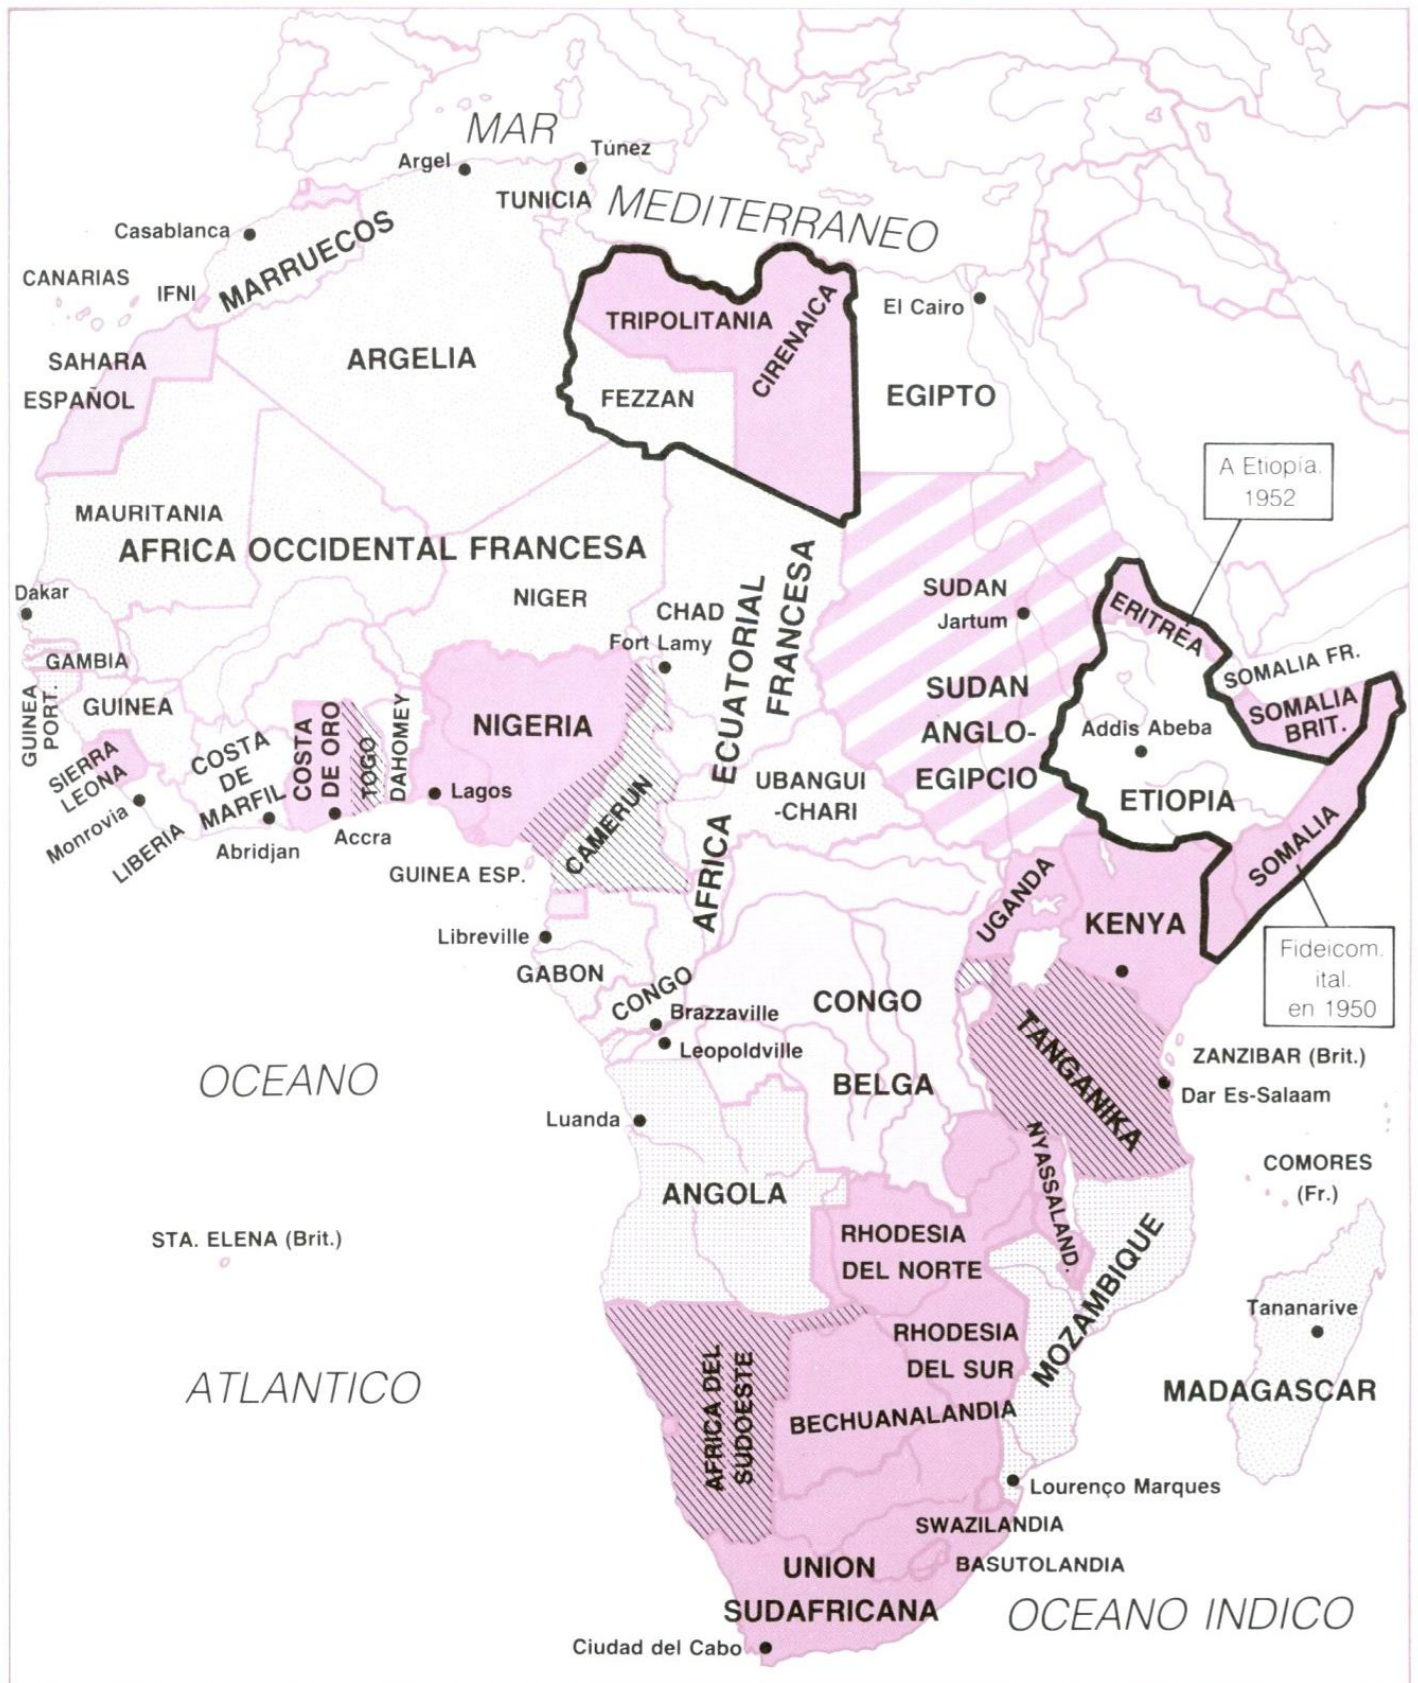 MAR
Argel
Túnez
TUNICIA
MEDITERRANEO
Casablanca
MARRUECOS
CANARIAS
IFNI
El Cairo
TRIPOLITANIA
CIRENAICA
SAHARA
ESPAÑOL
ARGELIA
FEZZAN
EGIPTO
A Etiopía.
1952
MAURITANIA
AFRICA OCCIDENTAL FRANCESA
Dakar
NIGER
CHAD
Fort Lamy
AFRICA ECUATORIAL
FRANCESA
SUDAN
Jartum
ERITREA
SOMALIA FR.
GAMBIA
GUINEA
PORT.
GUINEA
SUDAN
ANGLO-
EGIPCIO
SOMALIA
BRIT.
Addis Abeba
ETIOPIA
NIGERIA
SIERRA
LEONA
COSTA
DE
MARFIL
COSTA
DE ORO
TOGO
DAHOMEY
Lagos
UBANGUI
-CHARI
CAMERUN
Monrovia
LIBERIA
Abridjan
Accra
GUINEA ESP.
SOMALIA
UGANDA
KENYA
Libreville
GABON
Fideicom.
ital.
en 1950
CONGO
Brazzaville
Leopoldville
CONGO
BELGA
TANGANIKA
ZANZIBAR (Brit.)
Dar Es-Salaam
OCEANO
Luanda
NYASSALAND.
COMORES
(Fr.)
ANGOLA
STA. ELENA (Brit.)
RHODESIA
DEL NORTE
MOZAMBIQUE
Tananarive
MADAGASCAR
RHODESIA
DEL SUR
ATLANTICO
AFRICA DEL
SUDOESTE
BECHUANALANDIA
Lourenço Marques
SWAZILANDIA
BASUTOLANDIA
UNION
SUDAFRICANA
OCEANO INDICO
Ciudad del Cabo